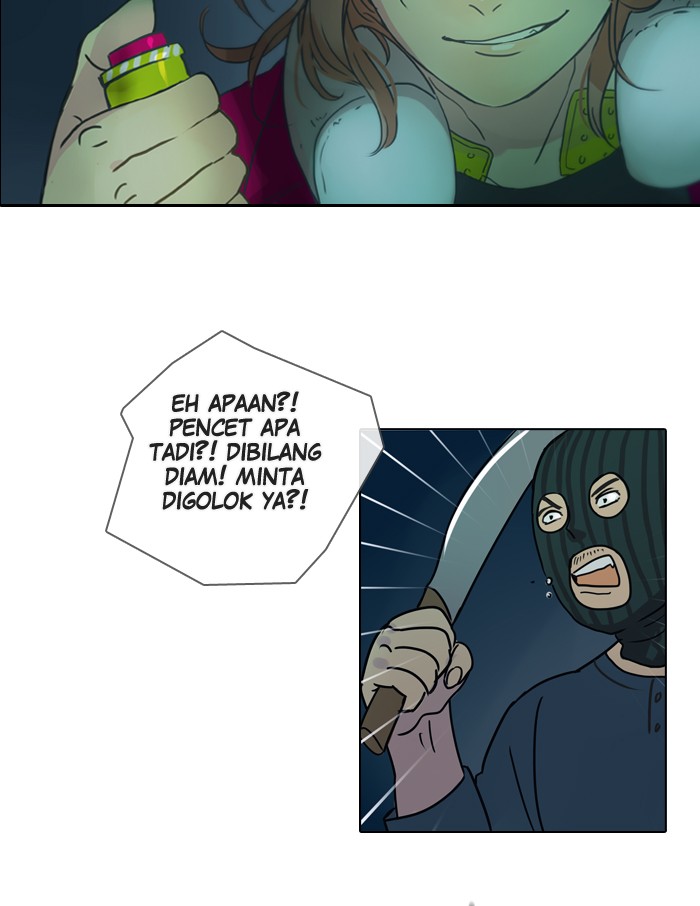 EH APAAN?!
PENCET APA
TADI?! DIBILANG
DIAM! MINTA
DIGOLOK YA?!